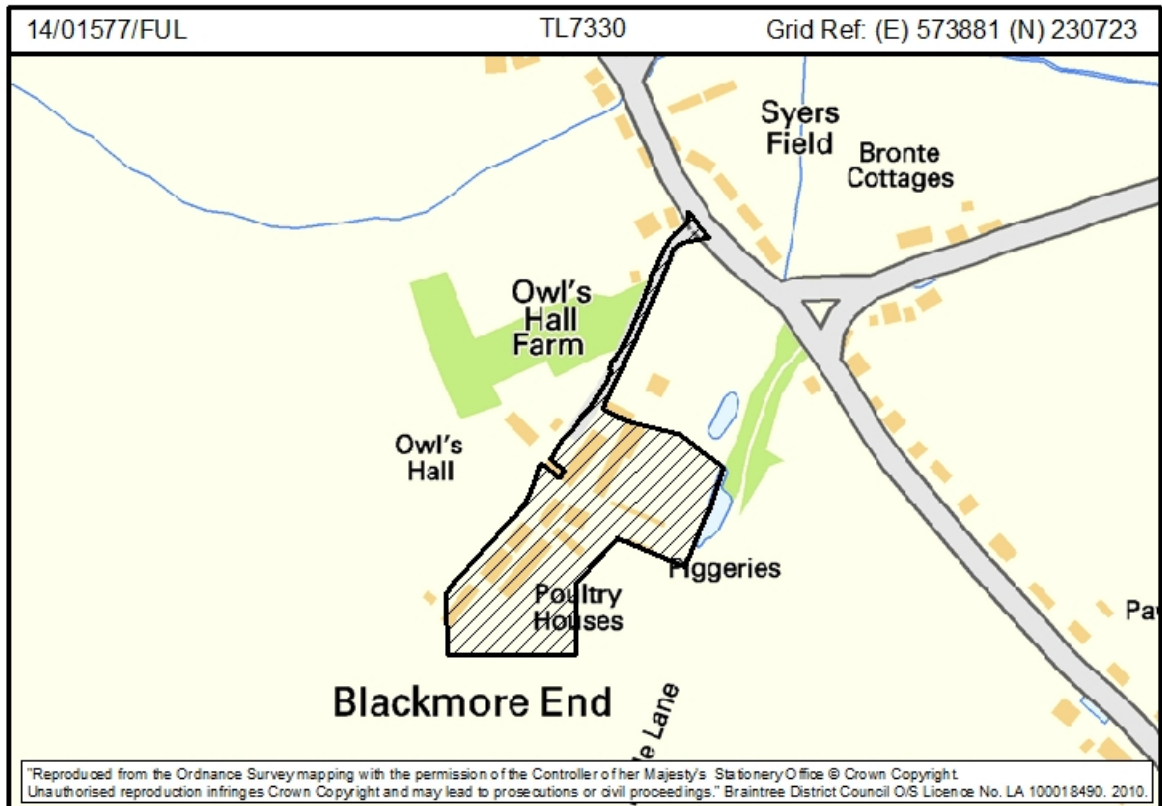 14/01577/FUL TL7330 Grid Ref: (E) 573881 (N) 230723
Syers
Field
Bronte
Cottages
Owl's
Hall
Farm
Owl's
Hall
Piggeries
Poultry
Houses
Blackmore End
Lane
"Reproduced from the Ordnance Survey mapping with the permission of the Controller of her Majesty's Stationery Office © Crown Copyright.
Unauthorised reproduction infringes Crown Copyright and may lead to prosecutions or civil proceedings." Braintree District Council O/S Licence No. LA 100018490. 2010.